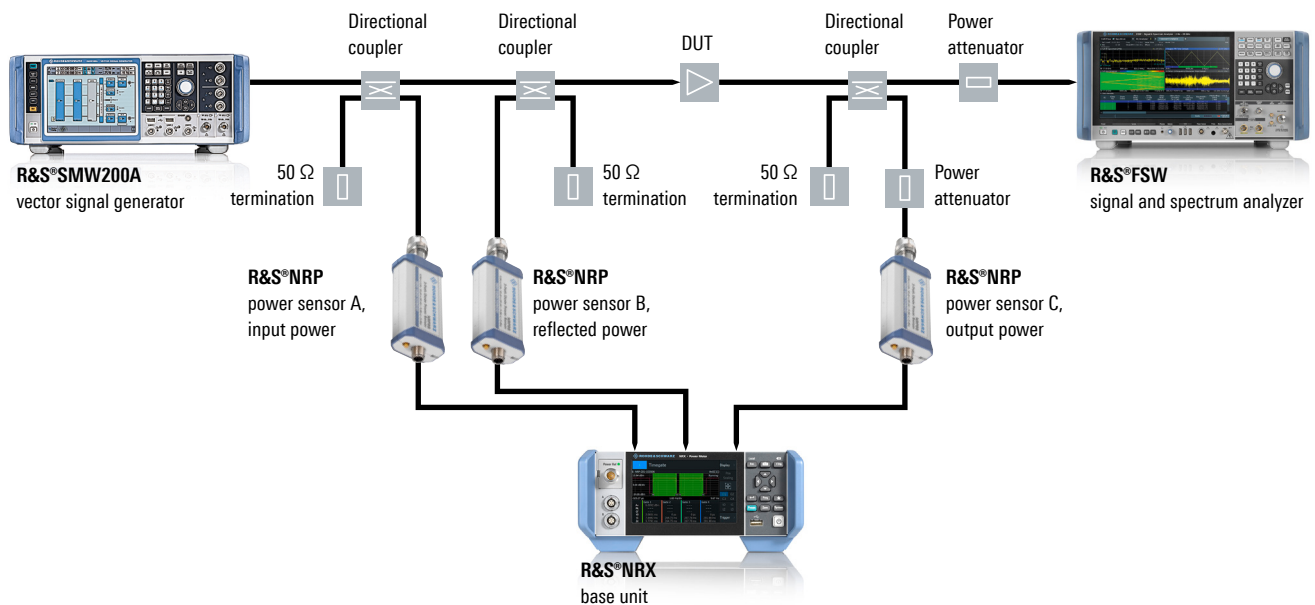 Directional
coupler
Directional
coupler
DUT
Directional
coupler
Power
attenuator
R&S®SMW200A
vector signal generator
50 Ω
termination
50 Ω
termination
50 Ω
termination
Power
attenuator
R&S®FSW
signal and spectrum analyzer
R&S®NRP
power sensor A,
input power
R&S®NRP
power sensor B,
reflected power
R&S®NRP
power sensor C,
output power
R&S®NRX
base unit